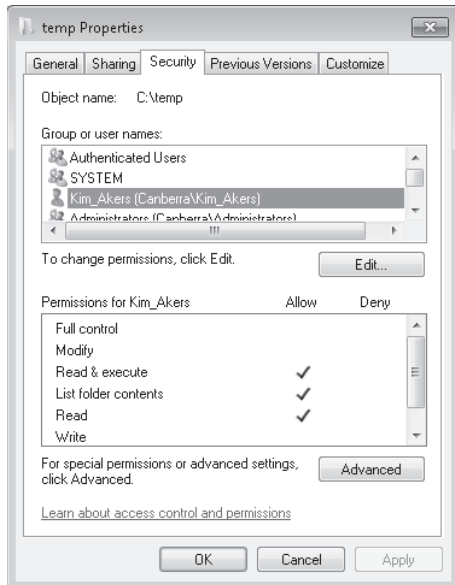 temp Properties
General Sharing Security Previous Versions Customize
Object name: C:\temp
Group or user names:
Authenticated Users
SYSTEM
Kim_Akers (Canberra\Kim_Akers)
Administrators (Canberra\Administrators)
To change permissions, click Edit.
Edit...
Permissions for Kim_Akers Allow Deny
Full control
Modify
Read & execute
List folder contents
Read
Write
For special permissions or advanced settings, click Advanced.
Advanced
Learn about access control and permissions
OK Cancel Apply